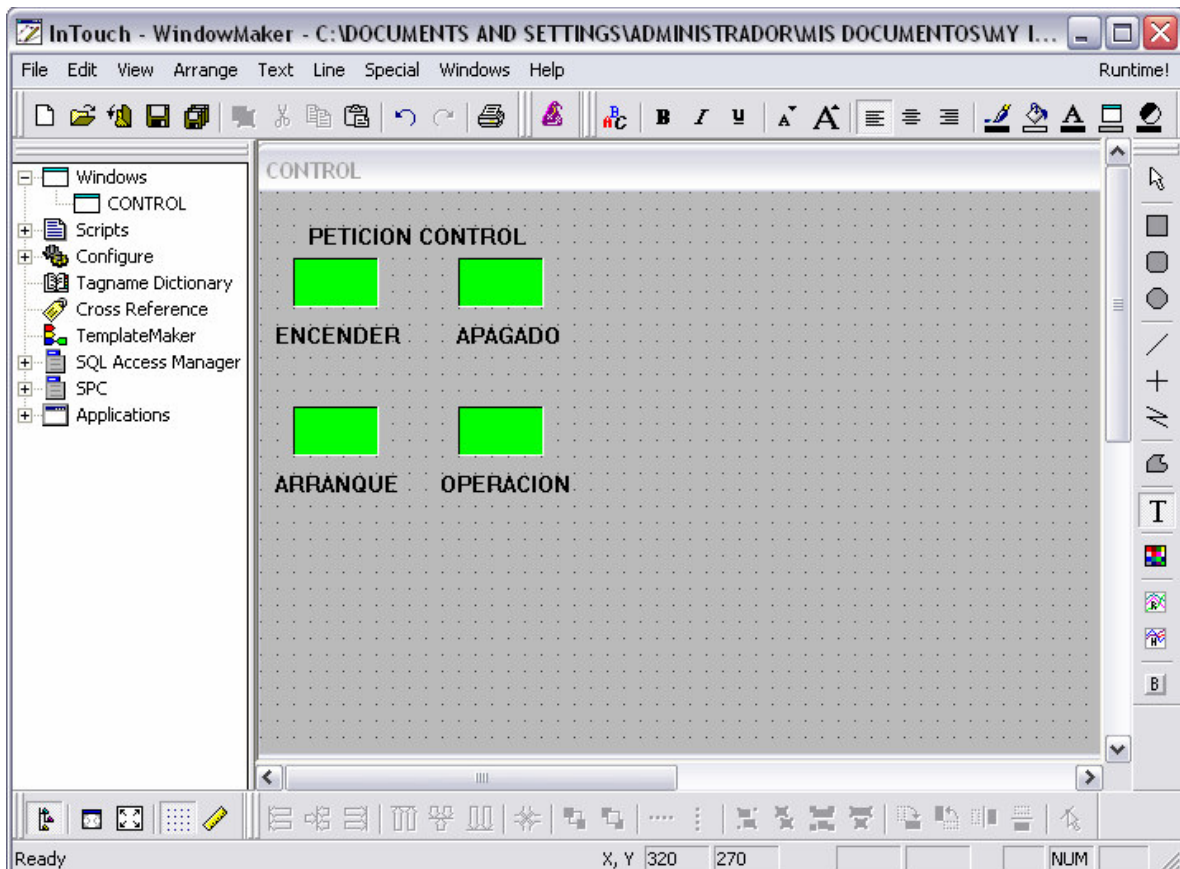 InTouch - WindowMaker - C:\DOCUMENTS AND SETTINGS\ADMINISTRADOR\MIS DOCUMENTOS\MY I...
File Edit View Arrange Text Line Special Windows Help Runtime!
B I U A A A
Windows
CONTROL
Scripts
Configure
Tagname Dictionary
Cross Reference
TemplateMaker
SQL Access Manager
SPC
Applications
CONTROL
PETICION CONTROL
ENCENDER APAGADO
ARRANQUE OPERACION
T
B
Ready X, Y 320 270 NUM